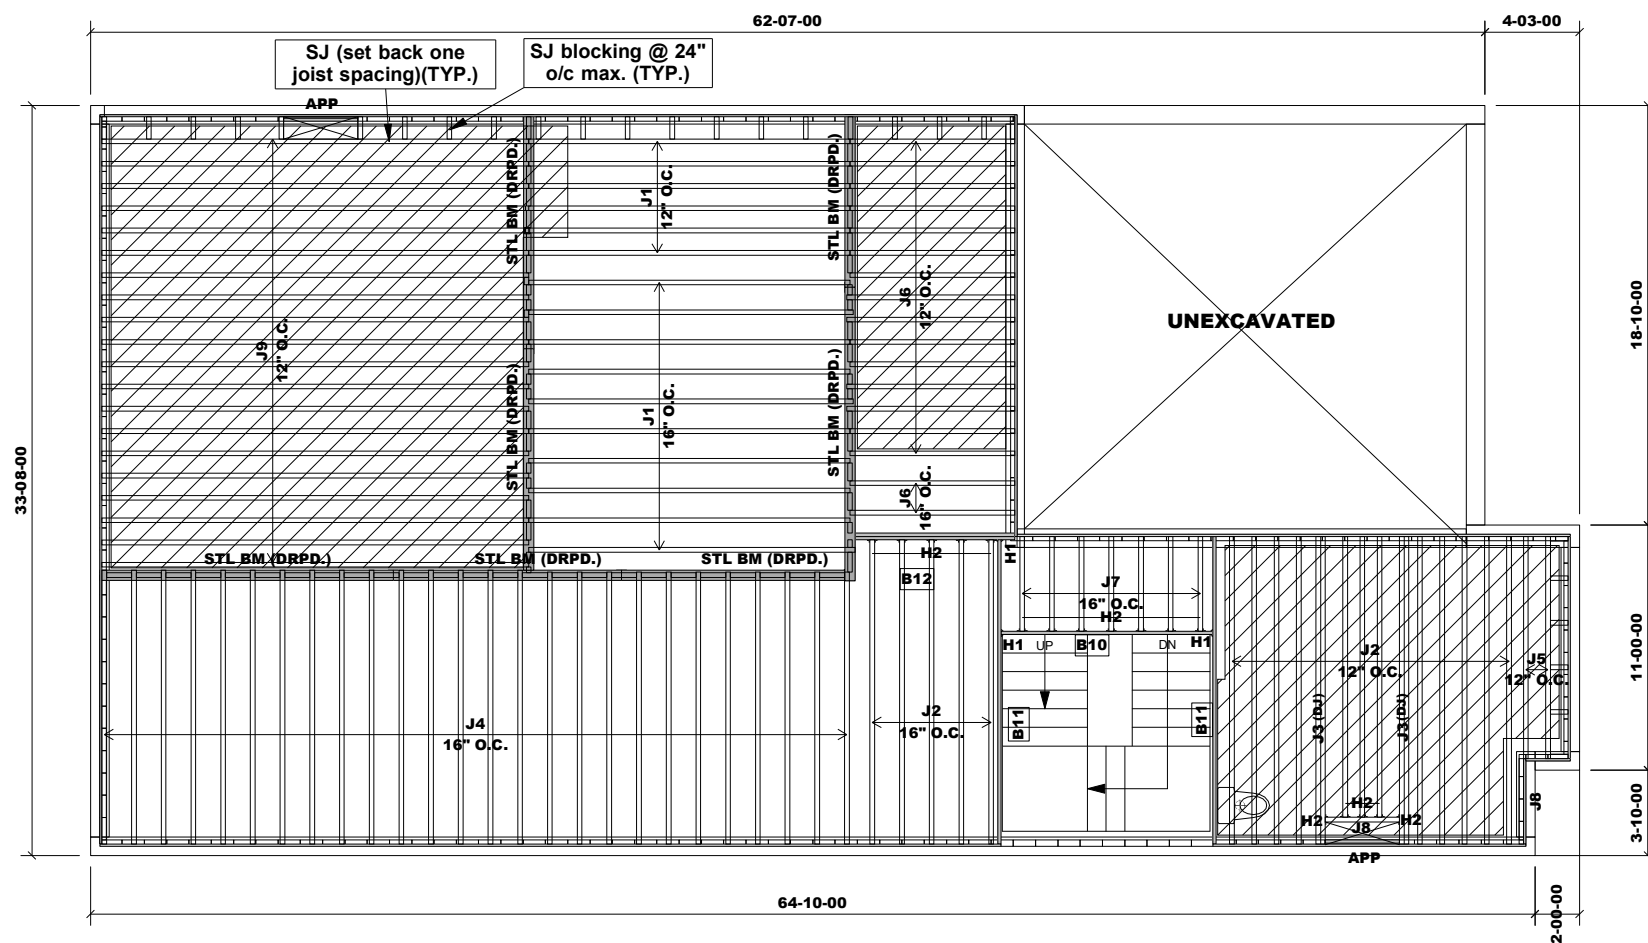 62-07-00
4-03-00
SJ (set back one
joist spacing)(TYP.)
SJ blocking @ 24"
o/c max. (TYP.)
APP
STL BM (DRPD.)
J1
12" O.C.
STL BM (DRPD.)
33-08-00
J9
12" O.C.
J6
12" O.C.
UNEXCAVATED
18-10-00
STL BM (DRPD.)
J1
16" O.C.
STL BM (DRPD.)
J6
16" O.C.
STL BM (DRPD.)
STL BM (DRPD.)
STL BM (DRPD.)
H2
H1
B12
J7
16" O.C.
H2
H1
UP
B10
DN
H1
J2
12" O.C.
J5
12" O.C.
11-00-00
J4
16" O.C.
J2
16" O.C.
B11
B11
J3(DJ)
J3(DJ)
H2
H2
J8
H2
J8
APP
3-10-00
64-10-00
2-00-00